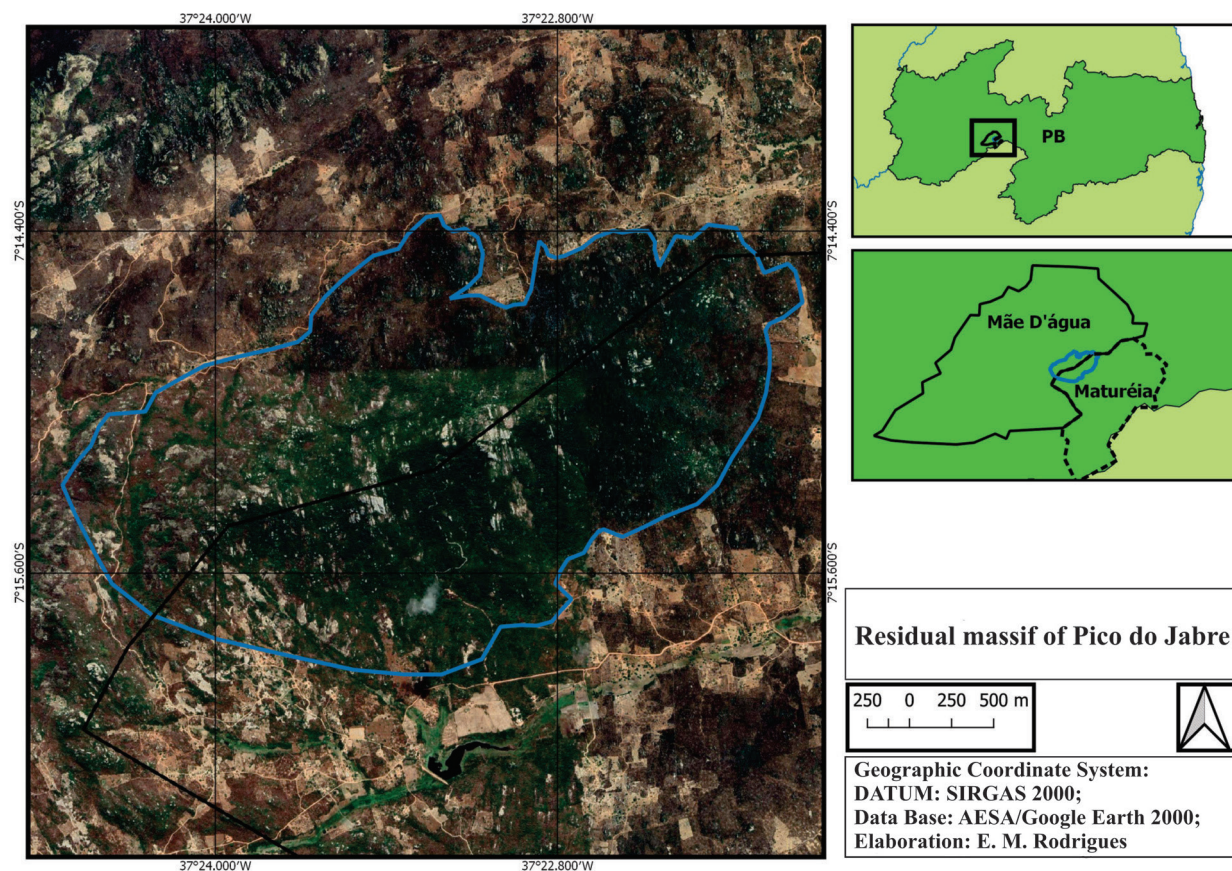 37°24.000'W
37°22.800'W
7°14.400'S
7°14.400'S
7°15.600'S
7°15.600'S
37°24.000'W
37°22.800'W
PB
Mãe D'água
Maturéia
Residual massif of Pico do Jabre
250 0 250 500 m
Geographic Coordinate System:
DATUM: SIRGAS 2000;
Data Base: AESA/Google Earth 2000;
Elaboration: E. M. Rodrigues